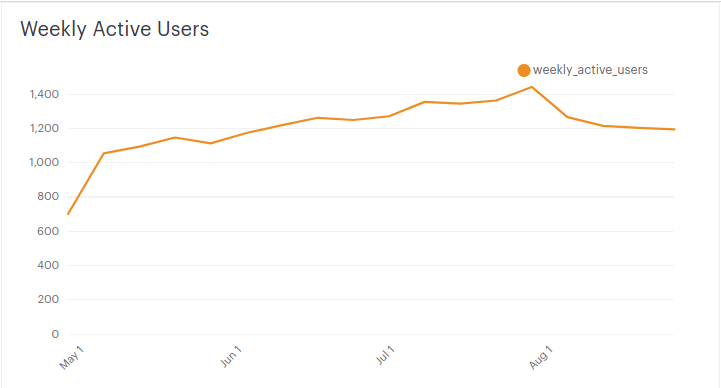 Weekly Active Users
weekly_active_users
1,400
1,200
1,000
800
600
400
200
0
May 1
Jun 1
Jul 1
Aug 1